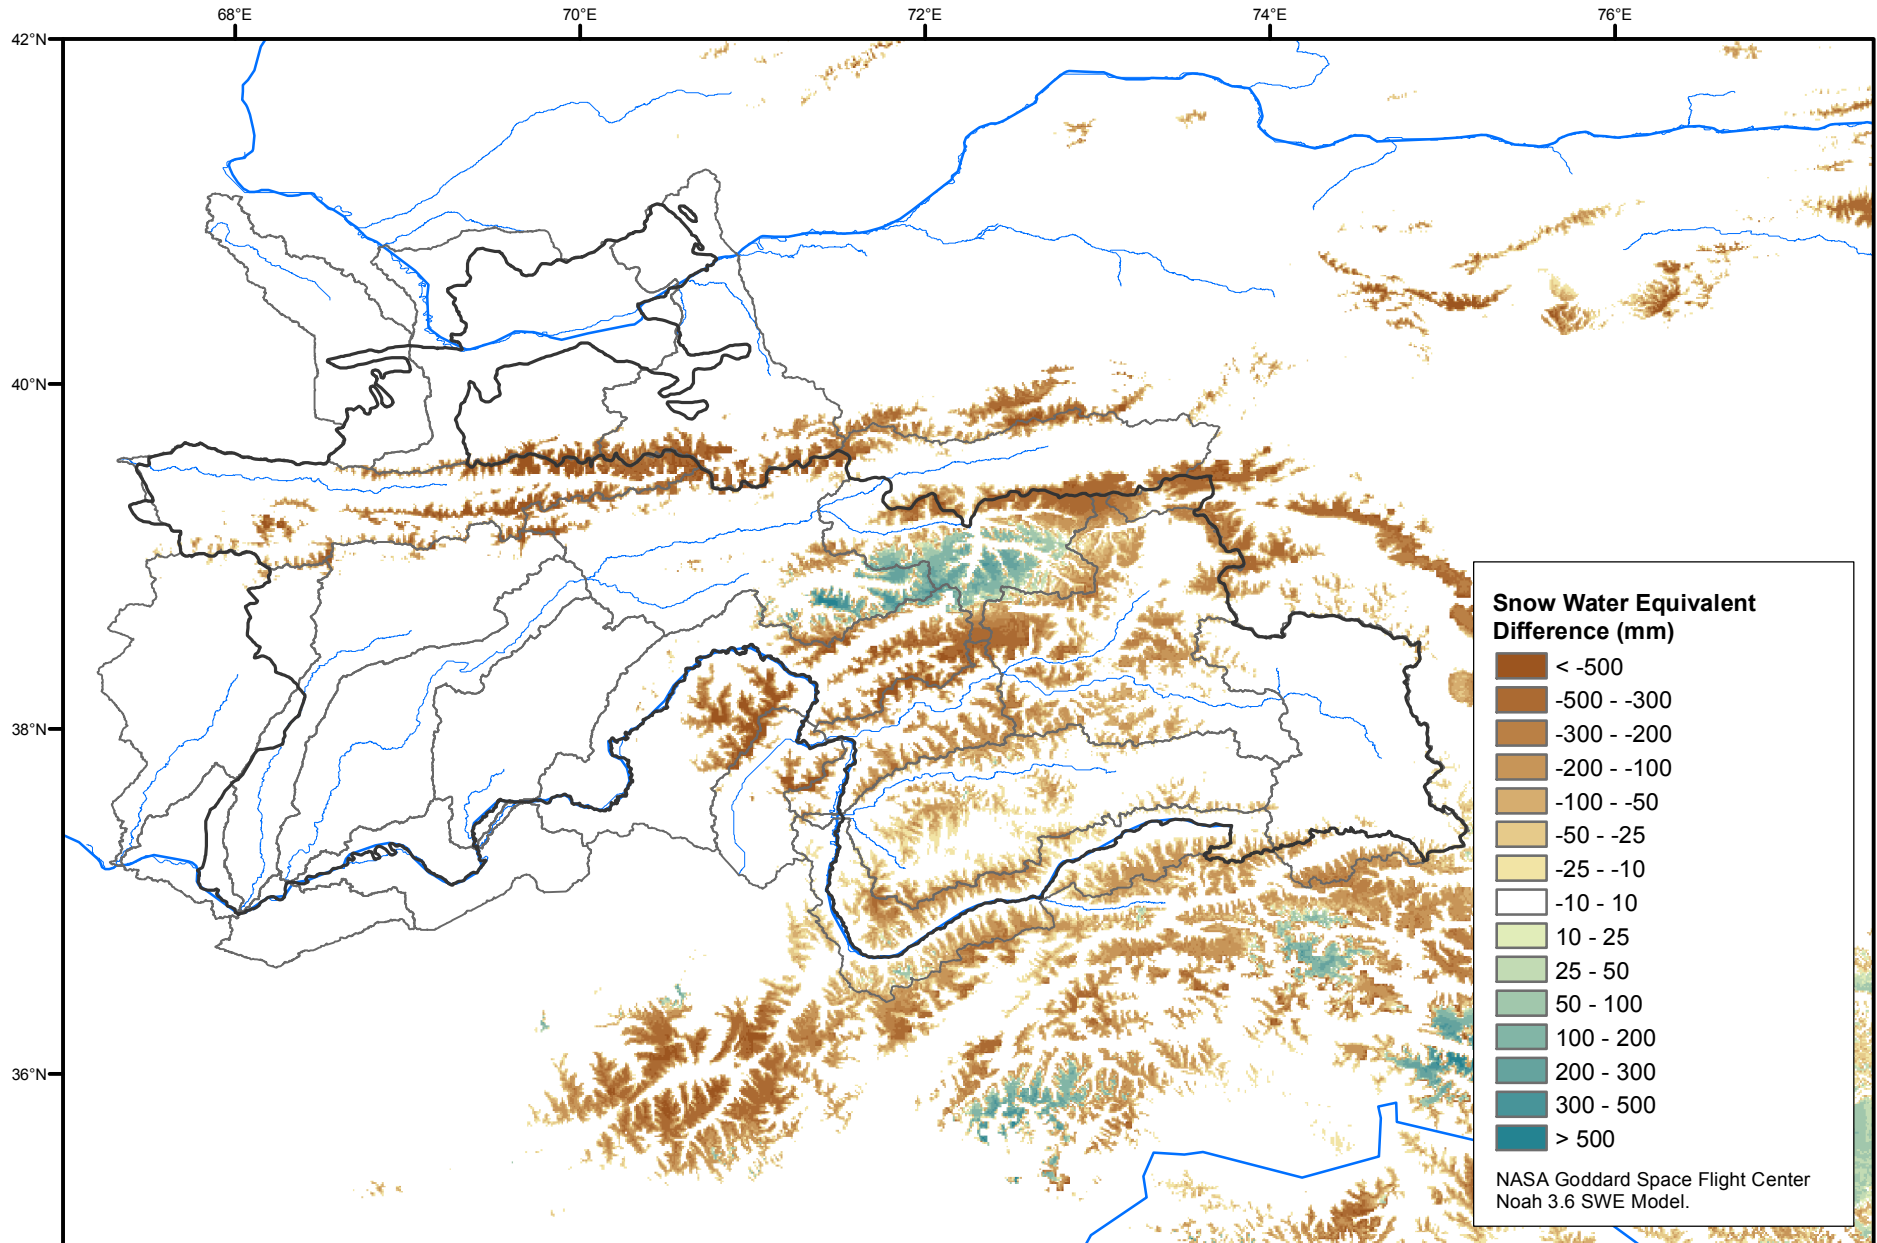 68°E 70°E 72°E 74°E 76°E
42°N
40°N
38°N
36°N
Snow Water Equivalent
Difference (mm)
< -500
-500 - -300
-300 - -200
-200 - -100
-100 - -50
-50 - -25
-25 - -10
-10 - 10
10 - 25
25 - 50
50 - 100
100 - 200
200 - 300
300 - 500
> 500
NASA Goddard Space Flight Center
Noah 3.6 SWE Model.